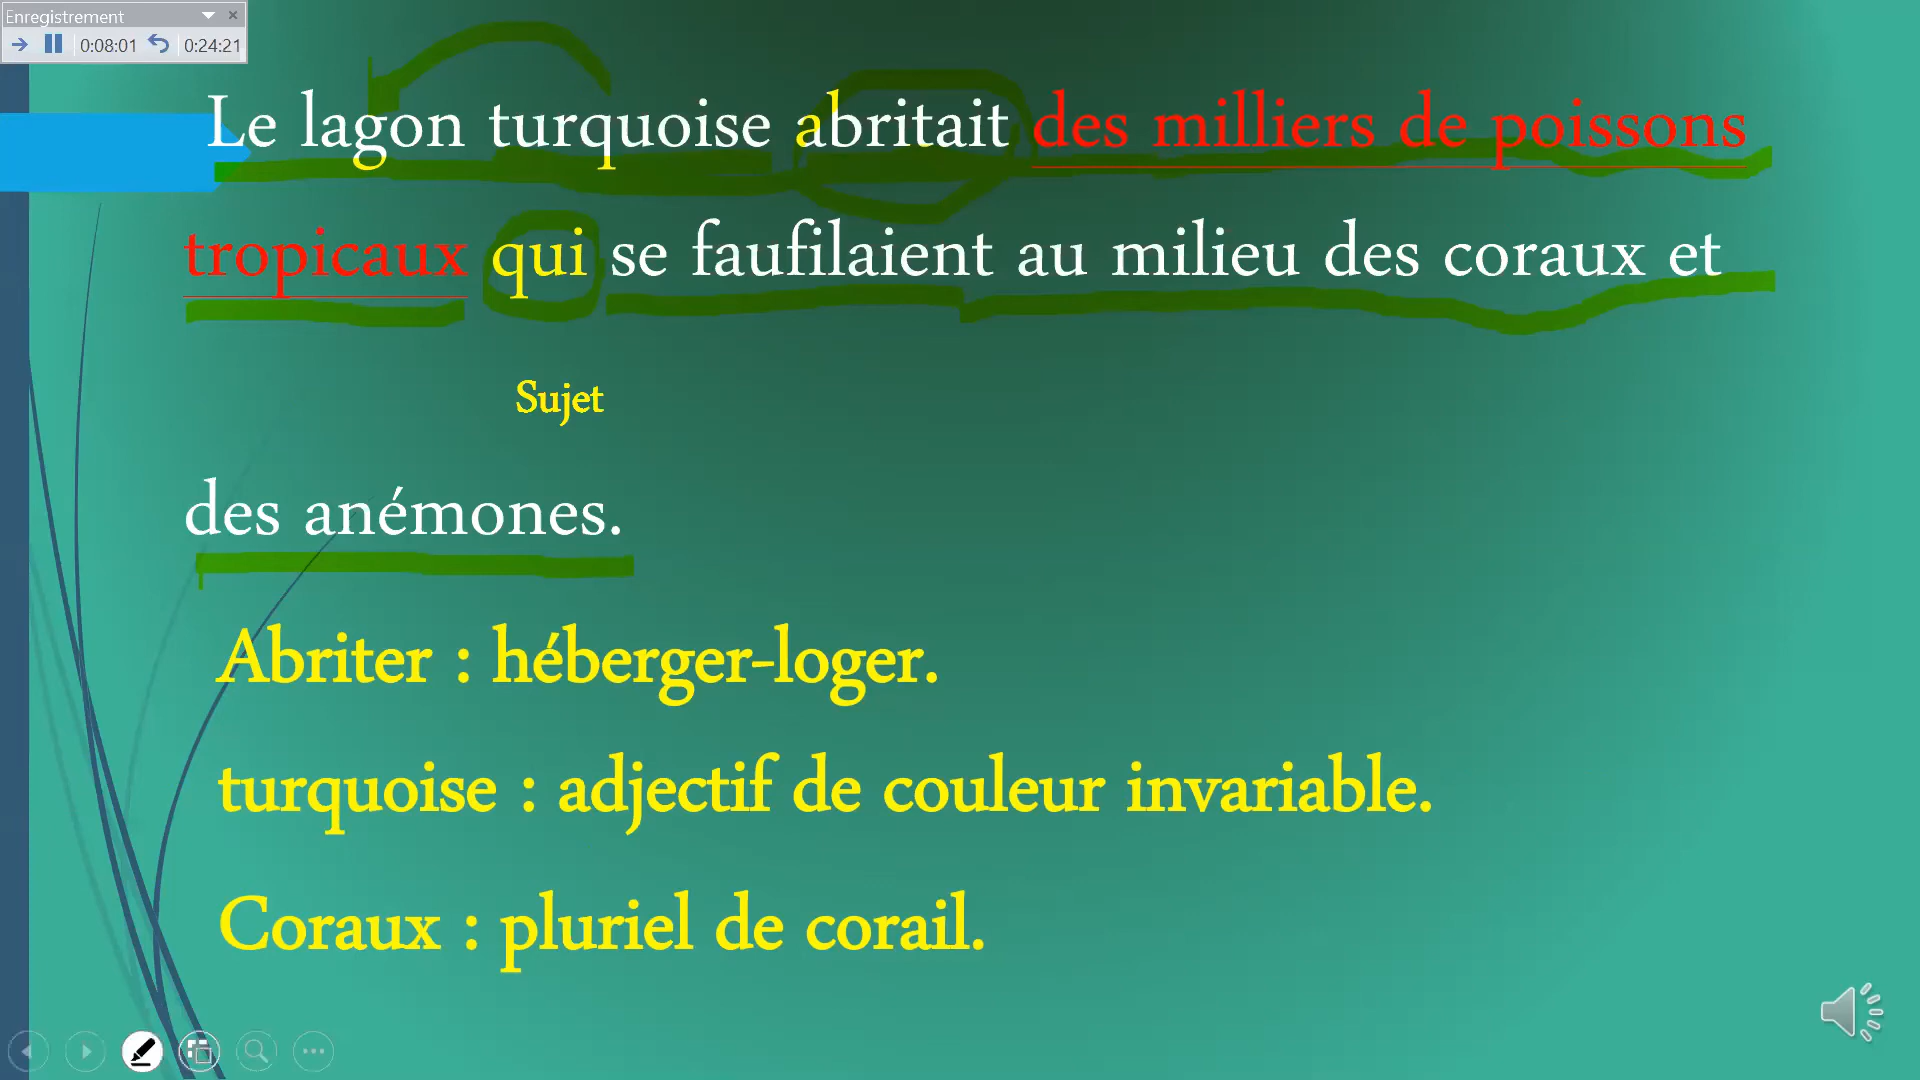 Enregistrement
0:08:01 0:24:21
Le lagon turquoise abritait des milliers de poissons
tropicaux qui se faufilaient au milieu des coraux et
Sujet
des anémones.
Abriter : héberger-loger.
turquoise : adjectif de couleur invariable.
Coraux : pluriel de corail.